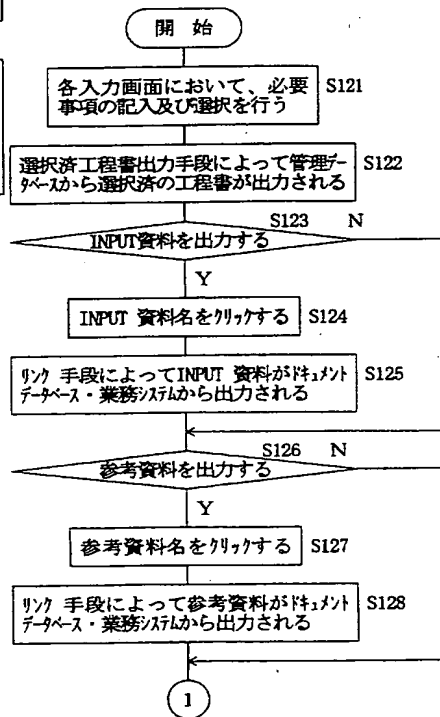 開 始
各入力画面において、必要
事項の記入及び選択を行う
S121
選択済工程書出力手段によって管理デー
タベースから選択済の工程書が出力される
S122
S123 N
INPUT資料を出力する
Y
INPUT 資料名をクリックする S124
リンク 手段によってINPUT 資料がドキュメント
データベース・業務システムから出力される
S125
S126 N
参考資料を出力する
Y
参考資料名をクリックする S127
リンク 手段によって参考資料がドキュメント
データベース・業務システムから出力される
S128
1